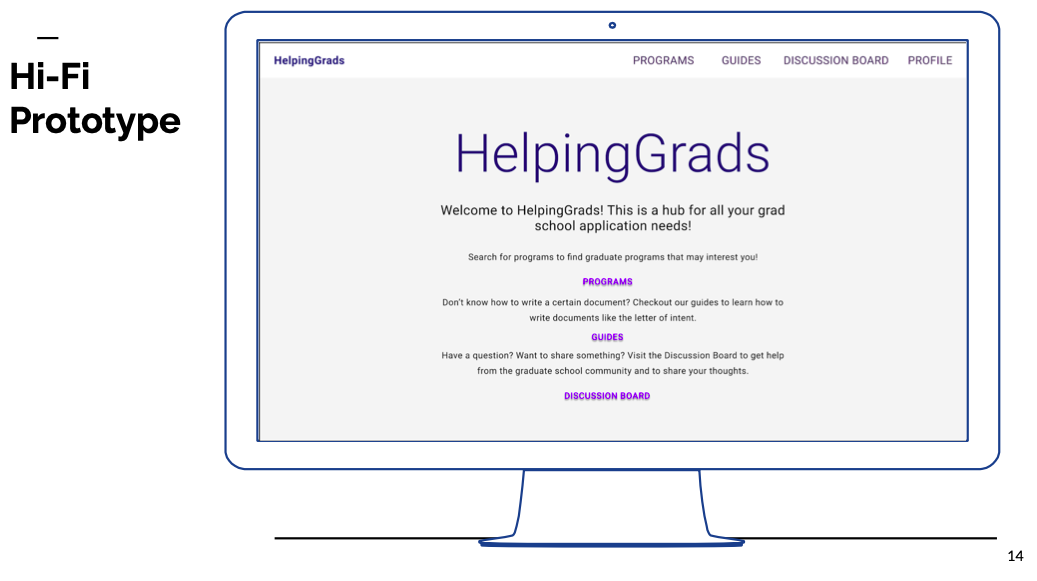 Hi-Fi
Prototype
HelpingGrads
PROGRAMS GUIDES DISCUSSION BOARD PROFILE
HelpingGrads
Welcome to HelpingGrads! This is a hub for all your grad
school application needs!
Search for programs to find graduate programs that may interest you!
PROGRAMS
Don't know how to write a certain document? Checkout our guides to learn how to
write documents like the letter of intent.
GUIDES
Have a question? Want to share something? Visit the Discussion Board to get help
from the graduate school community and to share your thoughts.
DISCUSSION BOARD
14